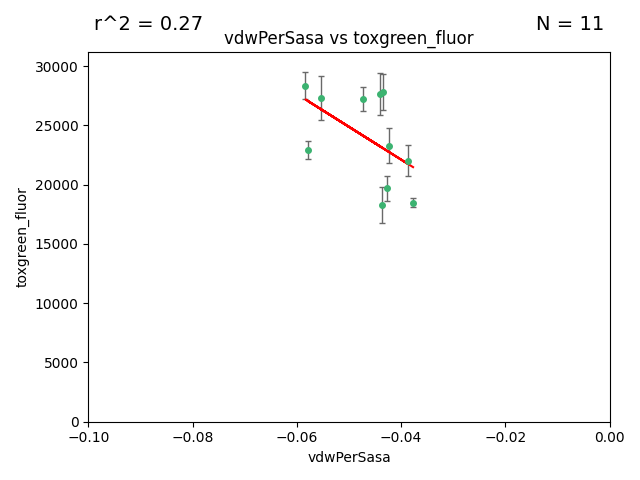 r^2 = 0.27
N = 11
vdwPerSasa vs toxgreen_fluor
30000
25000
20000
15000
10000
5000
0
toxgreen_fluor
−0.10
−0.08
−0.06
−0.04
−0.02
0.00
vdwPerSasa